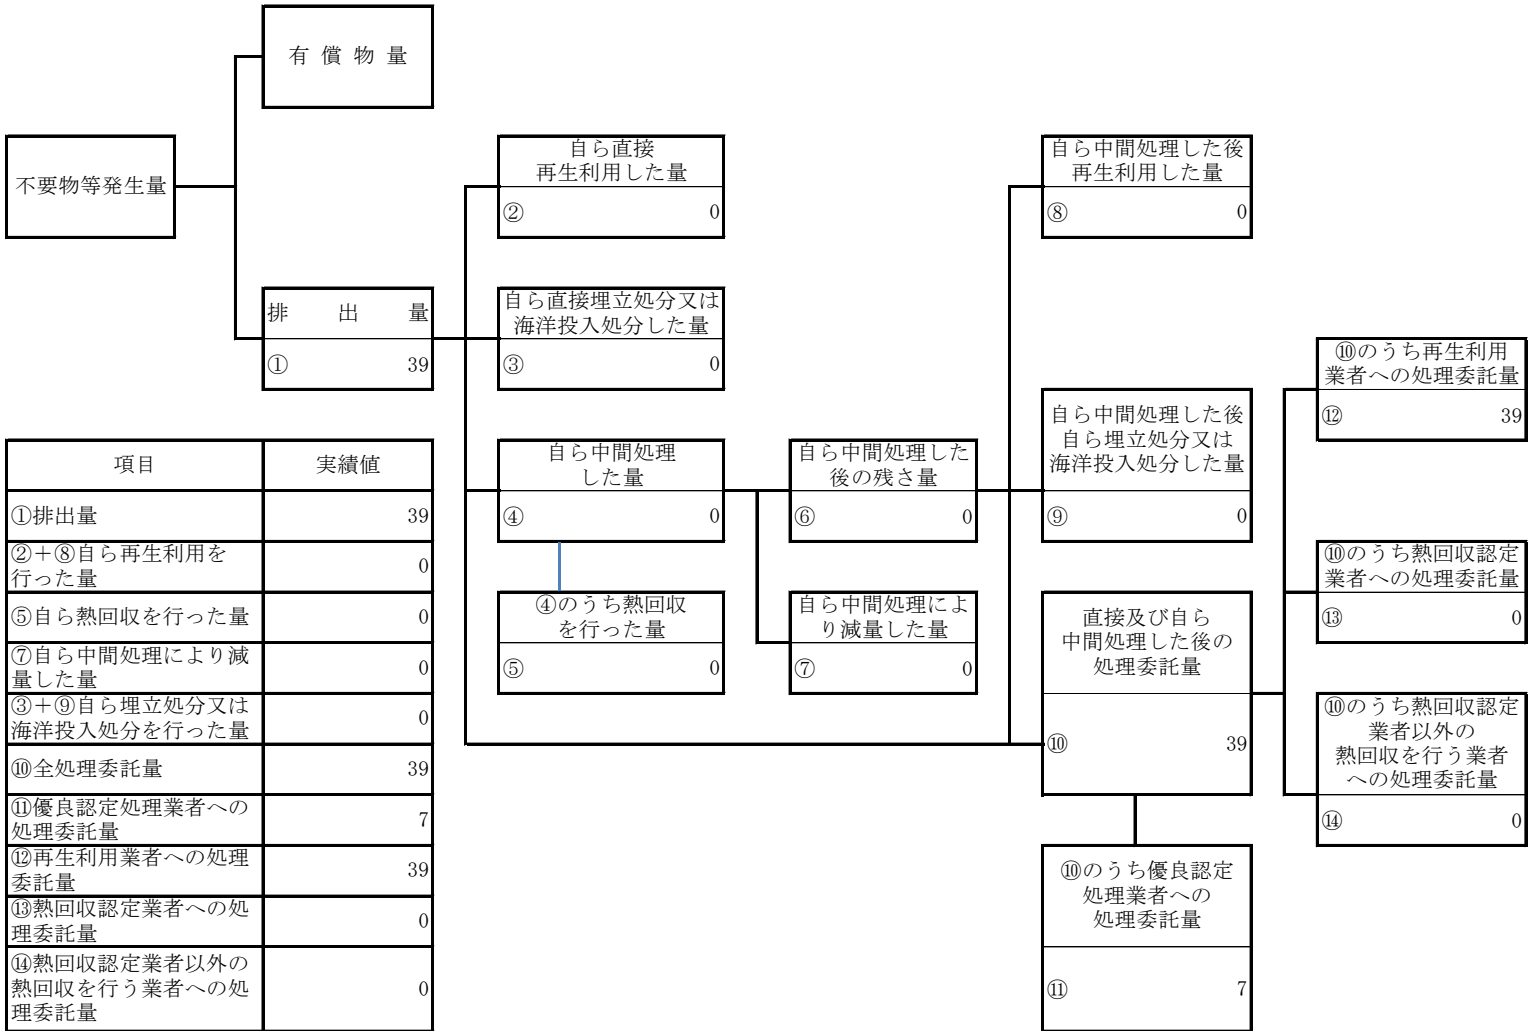 有償物量
不要物等発生量
排出量
① 39
自ら直接
再生利用した量
② 0
自ら直接埋立処分又は
海洋投入処分した量
③ 0
自ら中間処理
した量
④ 0
④のうち熱回収
を行った量
⑤ 0
自ら中間処理した
後の残さ量
⑥ 0
自ら中間処理によ
り減量した量
⑦ 0
自ら中間処理した後
再生利用した量
⑧ 0
自ら中間処理した後
自ら埋立処分又は
海洋投入処分した量
⑨ 0
直接及び自ら
中間処理した後の
処理委託量
⑩ 39
⑩のうち優良認定
処理業者への
処理委託量
⑪ 7
⑩のうち再生利用
業者への処理委託量
⑫ 39
⑩のうち熱回収認定
業者への処理委託量
⑬ 0
⑩のうち熱回収認定
業者以外の
熱回収を行う業者
への処理委託量
⑭ 0
項目 実績値
①排出量 39
②＋⑧自ら再生利用を
行った量 0
⑤自ら熱回収を行った量 0
⑦自ら中間処理により減
量した量 0
③＋⑨自ら埋立処分又は
海洋投入処分を行った量 0
⑩全処理委託量 39
⑪優良認定処理業者への
処理委託量 7
⑫再生利用業者への処理
委託量 39
⑬熱回収認定業者への処
理委託量 0
⑭熱回収認定業者以外の
熱回収を行う業者への処
理委託量 0